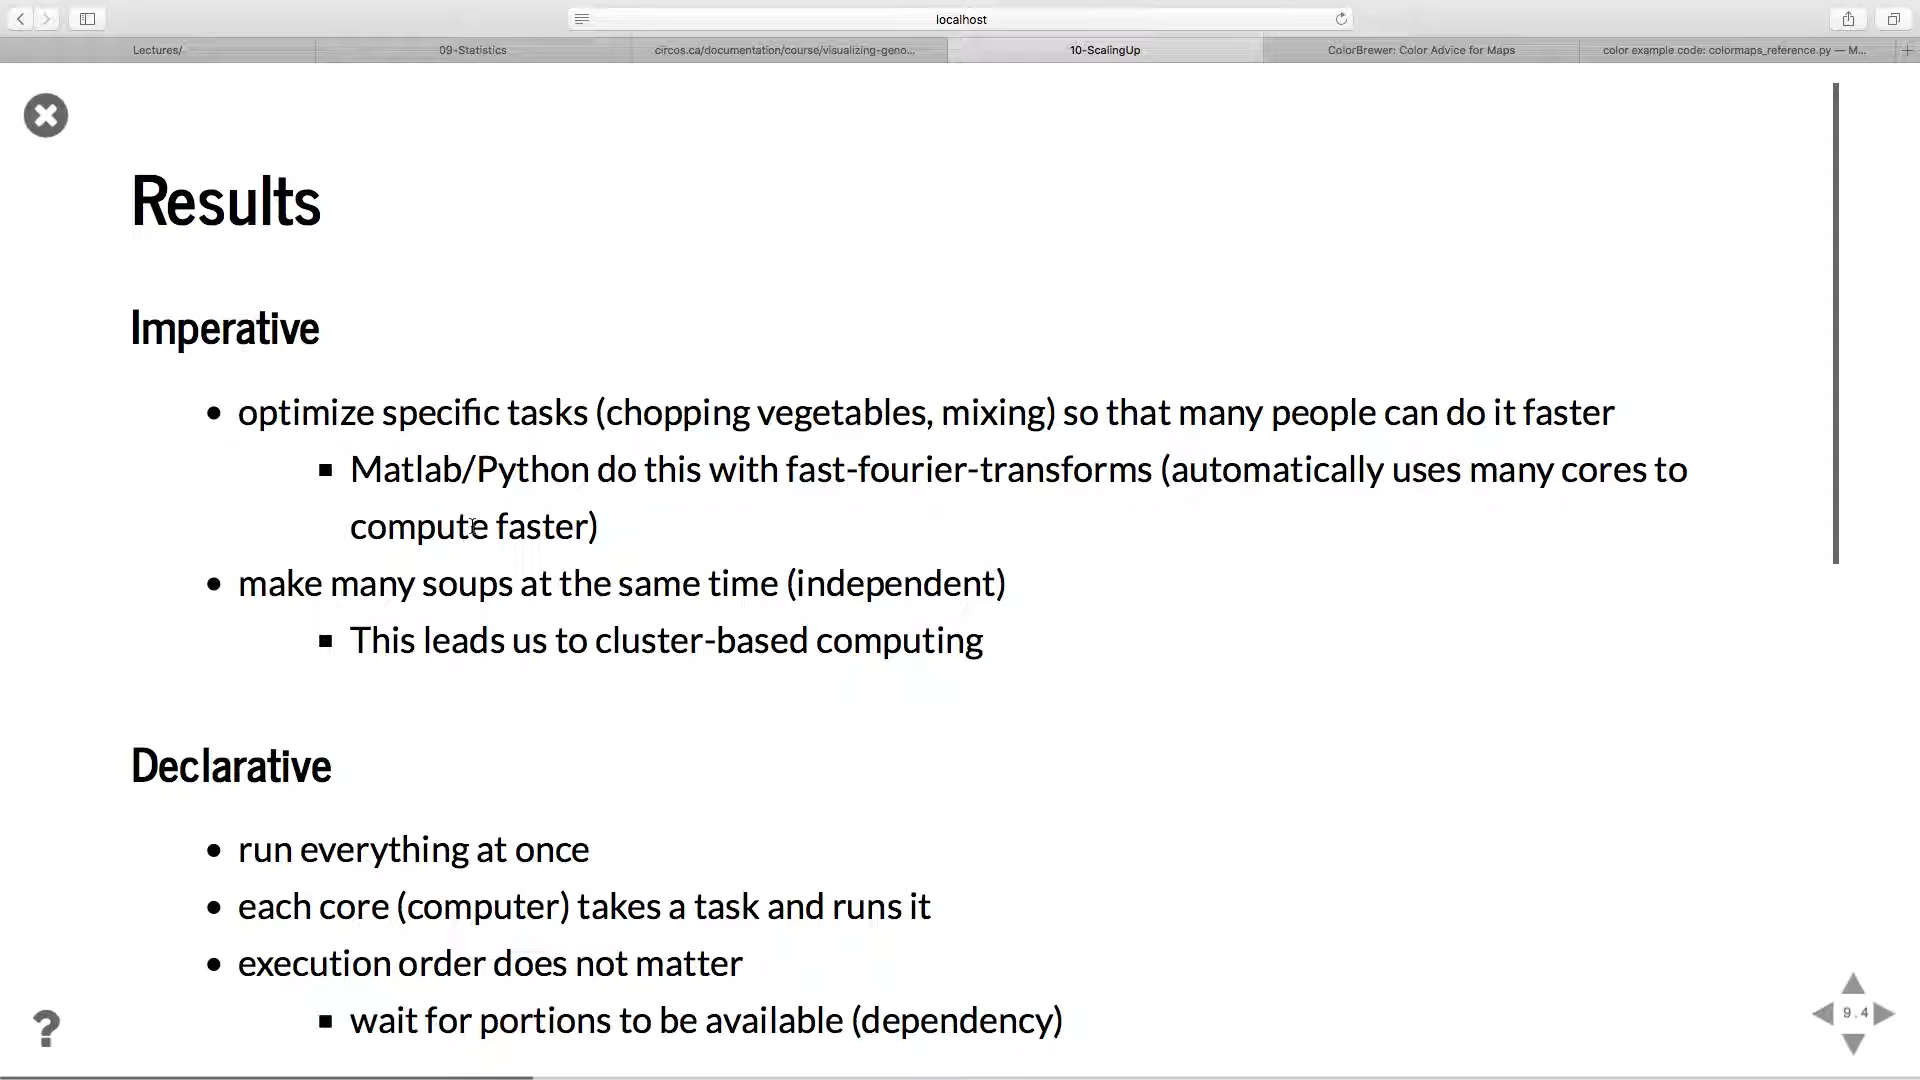 localhost
Lectures/
09-Statistics
circos.ca/documentation/course/visualizing-geno...
10-ScalingUp
ColorBrewer: Color Advice for Maps
color example code: colormaps_reference.py — M...
Results
Imperative
optimize specific tasks (chopping vegetables, mixing) so that many people can do it faster
Matlab/Python do this with fast-fourier-transforms (automatically uses many cores to
compute faster)
make many soups at the same time (independent)
This leads us to cluster-based computing
Declarative
run everything at once
each core (computer) takes a task and runs it
execution order does not matter
wait for portions to be available (dependency)
?
9.4